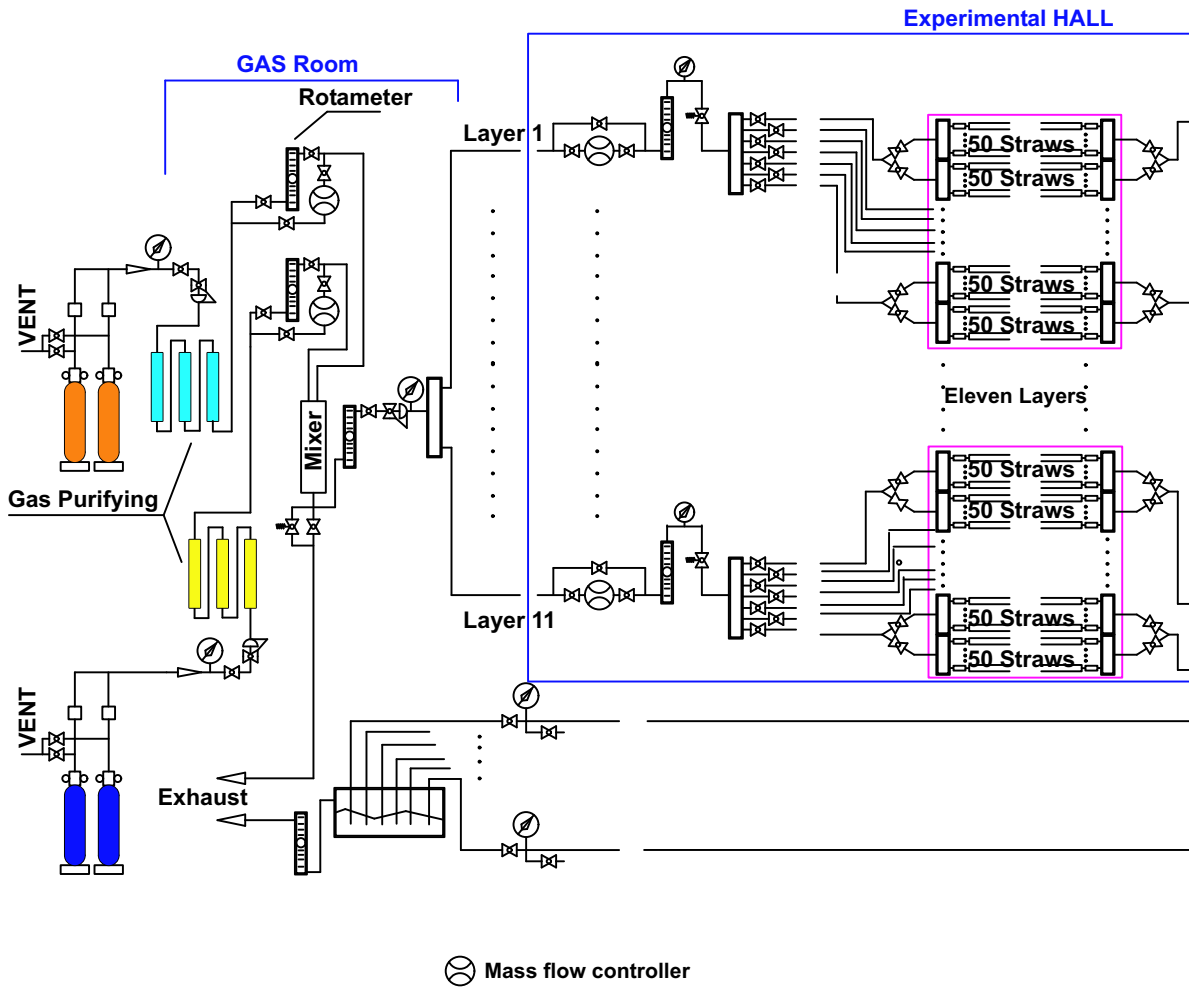 Experimental HALL
GAS Room
Rotameter
Layer 1
50 Straws
50 Straws
VENT
50 Straws
50 Straws
Eleven Layers
Mixer
50 Straws
Gas Purifying
50 Straws
Layer 11
50 Straws
50 Straws
VENT
Exhaust
Mass flow controller